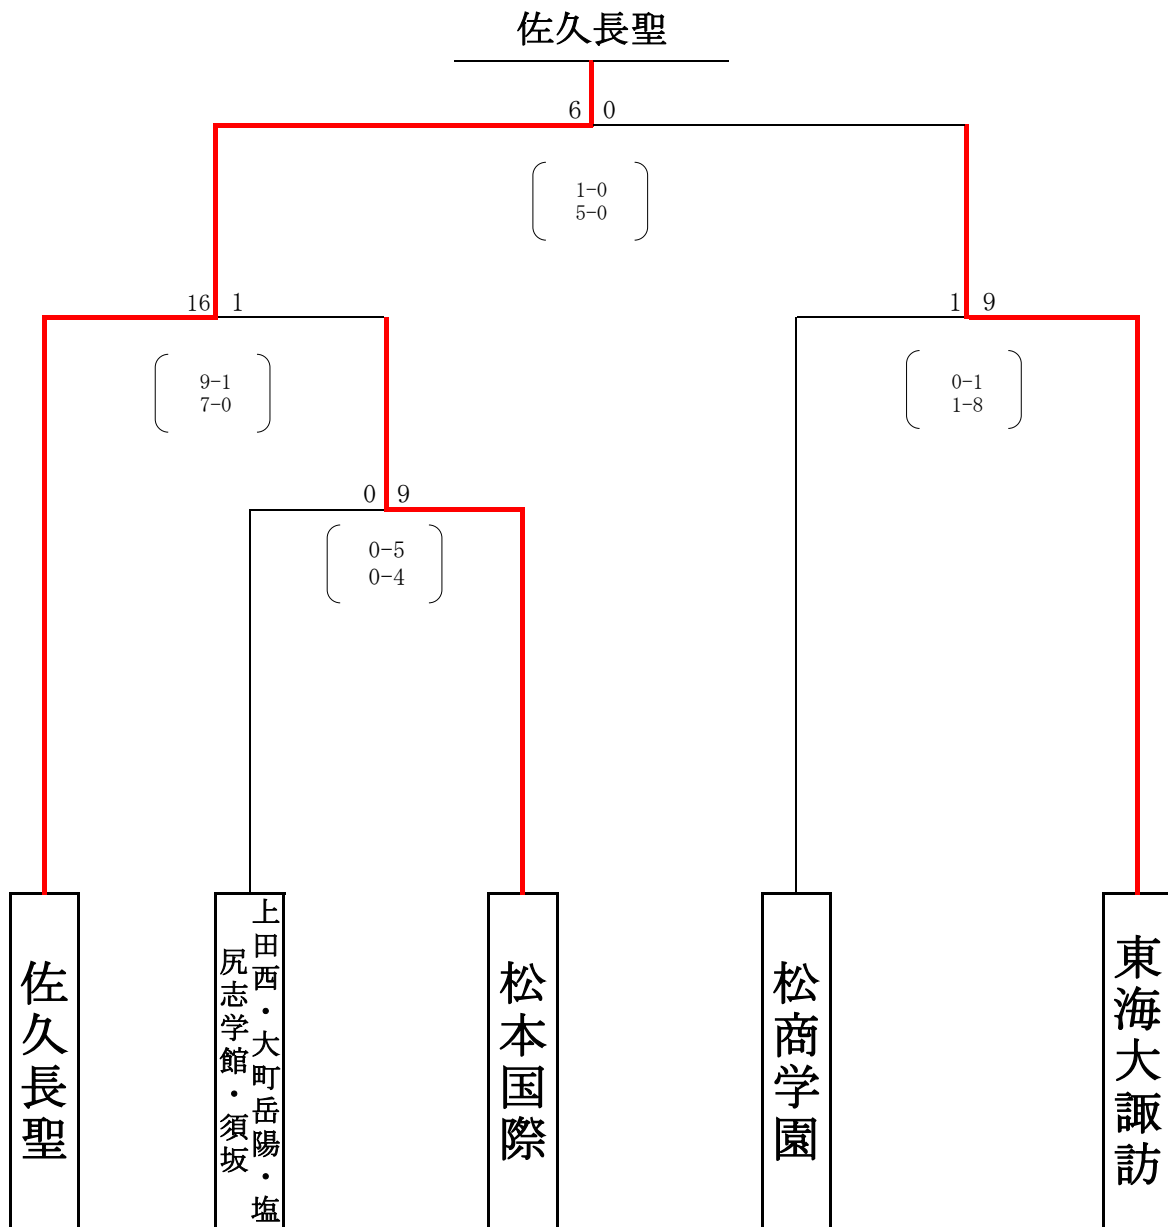 佐久長聖
6 0
1-0
5-0
16 1
1 9
9-1
7-0
0-1
1-8
0 9
0-5
0-4
佐久長聖
上田西・大町岳陽・塩
尻志学館・須坂
松本国際
松商学園
東海大諏訪